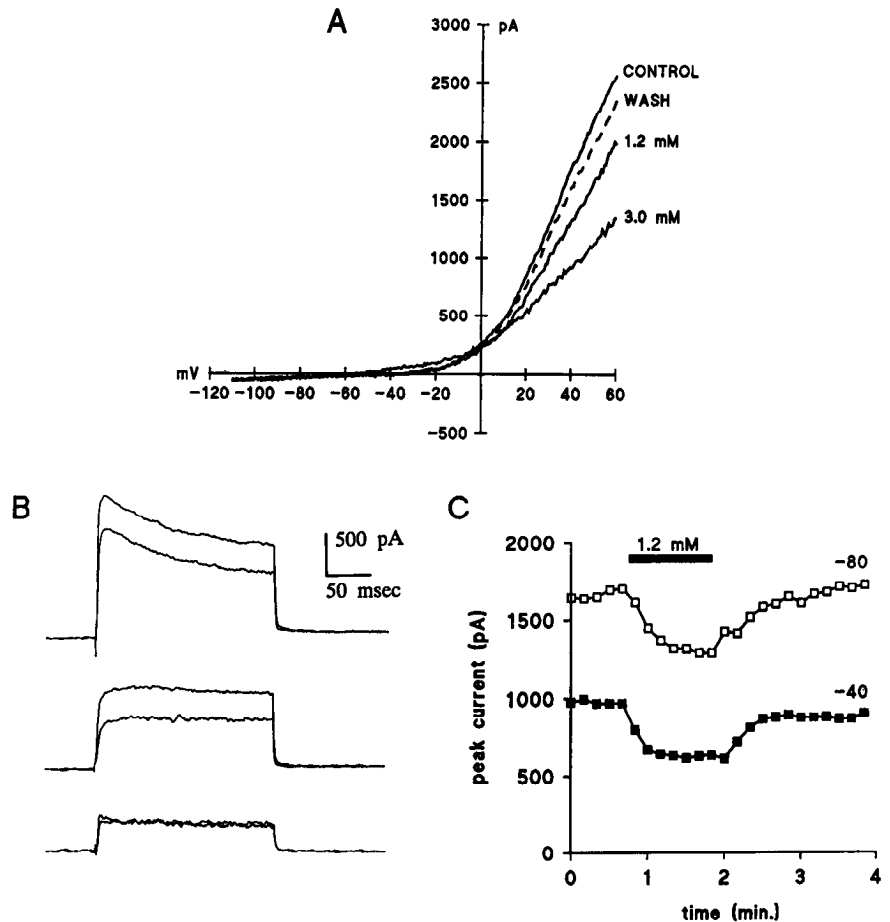 A
3000
pA
2500
2000
1500
1000
500
-500
CONTROL
WASH
1.2 mM
3.0 mM
mV
-120 -100 -80 -60 -40 -20 0 20 40 60
B
500 pA
50 msec
C
1.2 mM
-80
-40
peak current (pA)
2000
1500
1000
500
0
0 1 2 3 4
time (min.)